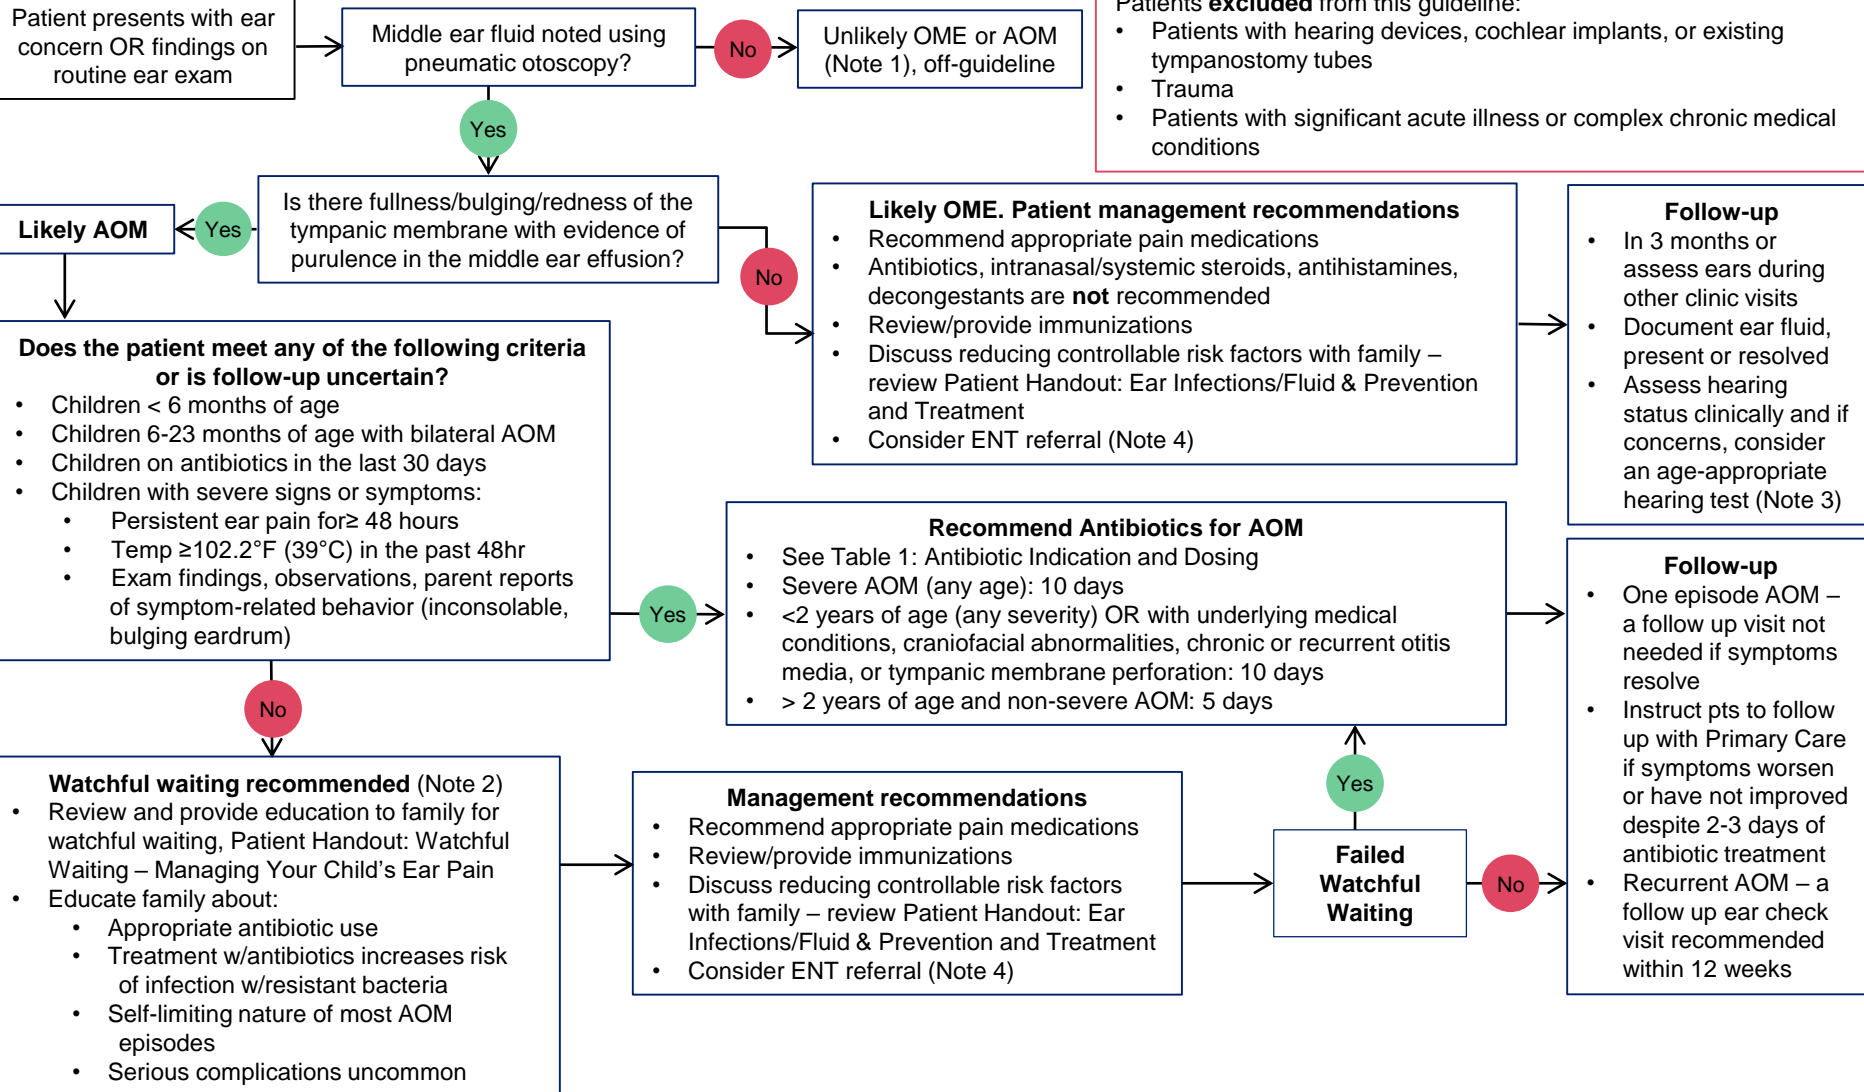 Patient presents with ear
concern OR findings on
routine ear exam
Middle ear fluid noted using
pneumatic otoscopy?
No
Unlikely OME or AOM
(Note 1), off-guideline
Patients excluded from this guideline:
• Patients with hearing devices, cochlear implants, or existing
tympanostomy tubes
• Trauma
• Patients with significant acute illness or complex chronic medical
conditions
Yes
Is there fullness/bulging/redness of the
tympanic membrane with evidence of
purulence in the middle ear effusion?
Yes
Likely AOM
No
Likely OME. Patient management recommendations
• Recommend appropriate pain medications
• Antibiotics, intranasal/systemic steroids, antihistamines,
decongestants are not recommended
• Review/provide immunizations
• Discuss reducing controllable risk factors with family –
review Patient Handout: Ear Infections/Fluid & Prevention
and Treatment
• Consider ENT referral (Note 4)
Follow-up
• In 3 months or
assess ears during
other clinic visits
• Document ear fluid,
present or resolved
• Assess hearing
status clinically and if
concerns, consider
an age-appropriate
hearing test (Note 3)
Does the patient meet any of the following criteria
or is follow-up uncertain?
• Children < 6 months of age
• Children 6-23 months of age with bilateral AOM
• Children on antibiotics in the last 30 days
• Children with severe signs or symptoms:
• Persistent ear pain for≥ 48 hours
• Temp ≥102.2°F (39°C) in the past 48hr
• Exam findings, observations, parent reports
of symptom-related behavior (inconsolable,
bulging eardrum)
Yes
Recommend Antibiotics for AOM
• See Table 1: Antibiotic Indication and Dosing
• Severe AOM (any age): 10 days
• <2 years of age (any severity) OR with underlying medical
conditions, craniofacial abnormalities, chronic or recurrent otitis
media, or tympanic membrane perforation: 10 days
• > 2 years of age and non-severe AOM: 5 days
Follow-up
• One episode AOM –
a follow up visit not
needed if symptoms
resolve
• Instruct pts to follow
up with Primary Care
if symptoms worsen
or have not improved
despite 2-3 days of
antibiotic treatment
• Recurrent AOM – a
follow up ear check
visit recommended
within 12 weeks
No
Watchful waiting recommended (Note 2)
• Review and provide education to family for
watchful waiting, Patient Handout: Watchful
Waiting – Managing Your Child's Ear Pain
• Educate family about:
• Appropriate antibiotic use
• Treatment w/antibiotics increases risk
of infection w/resistant bacteria
• Self-limiting nature of most AOM
episodes
• Serious complications uncommon
Management recommendations
• Recommend appropriate pain medications
• Review/provide immunizations
• Discuss reducing controllable risk factors
with family – review Patient Handout: Ear
Infections/Fluid & Prevention and Treatment
• Consider ENT referral (Note 4)
Yes
Failed
Watchful
Waiting
No